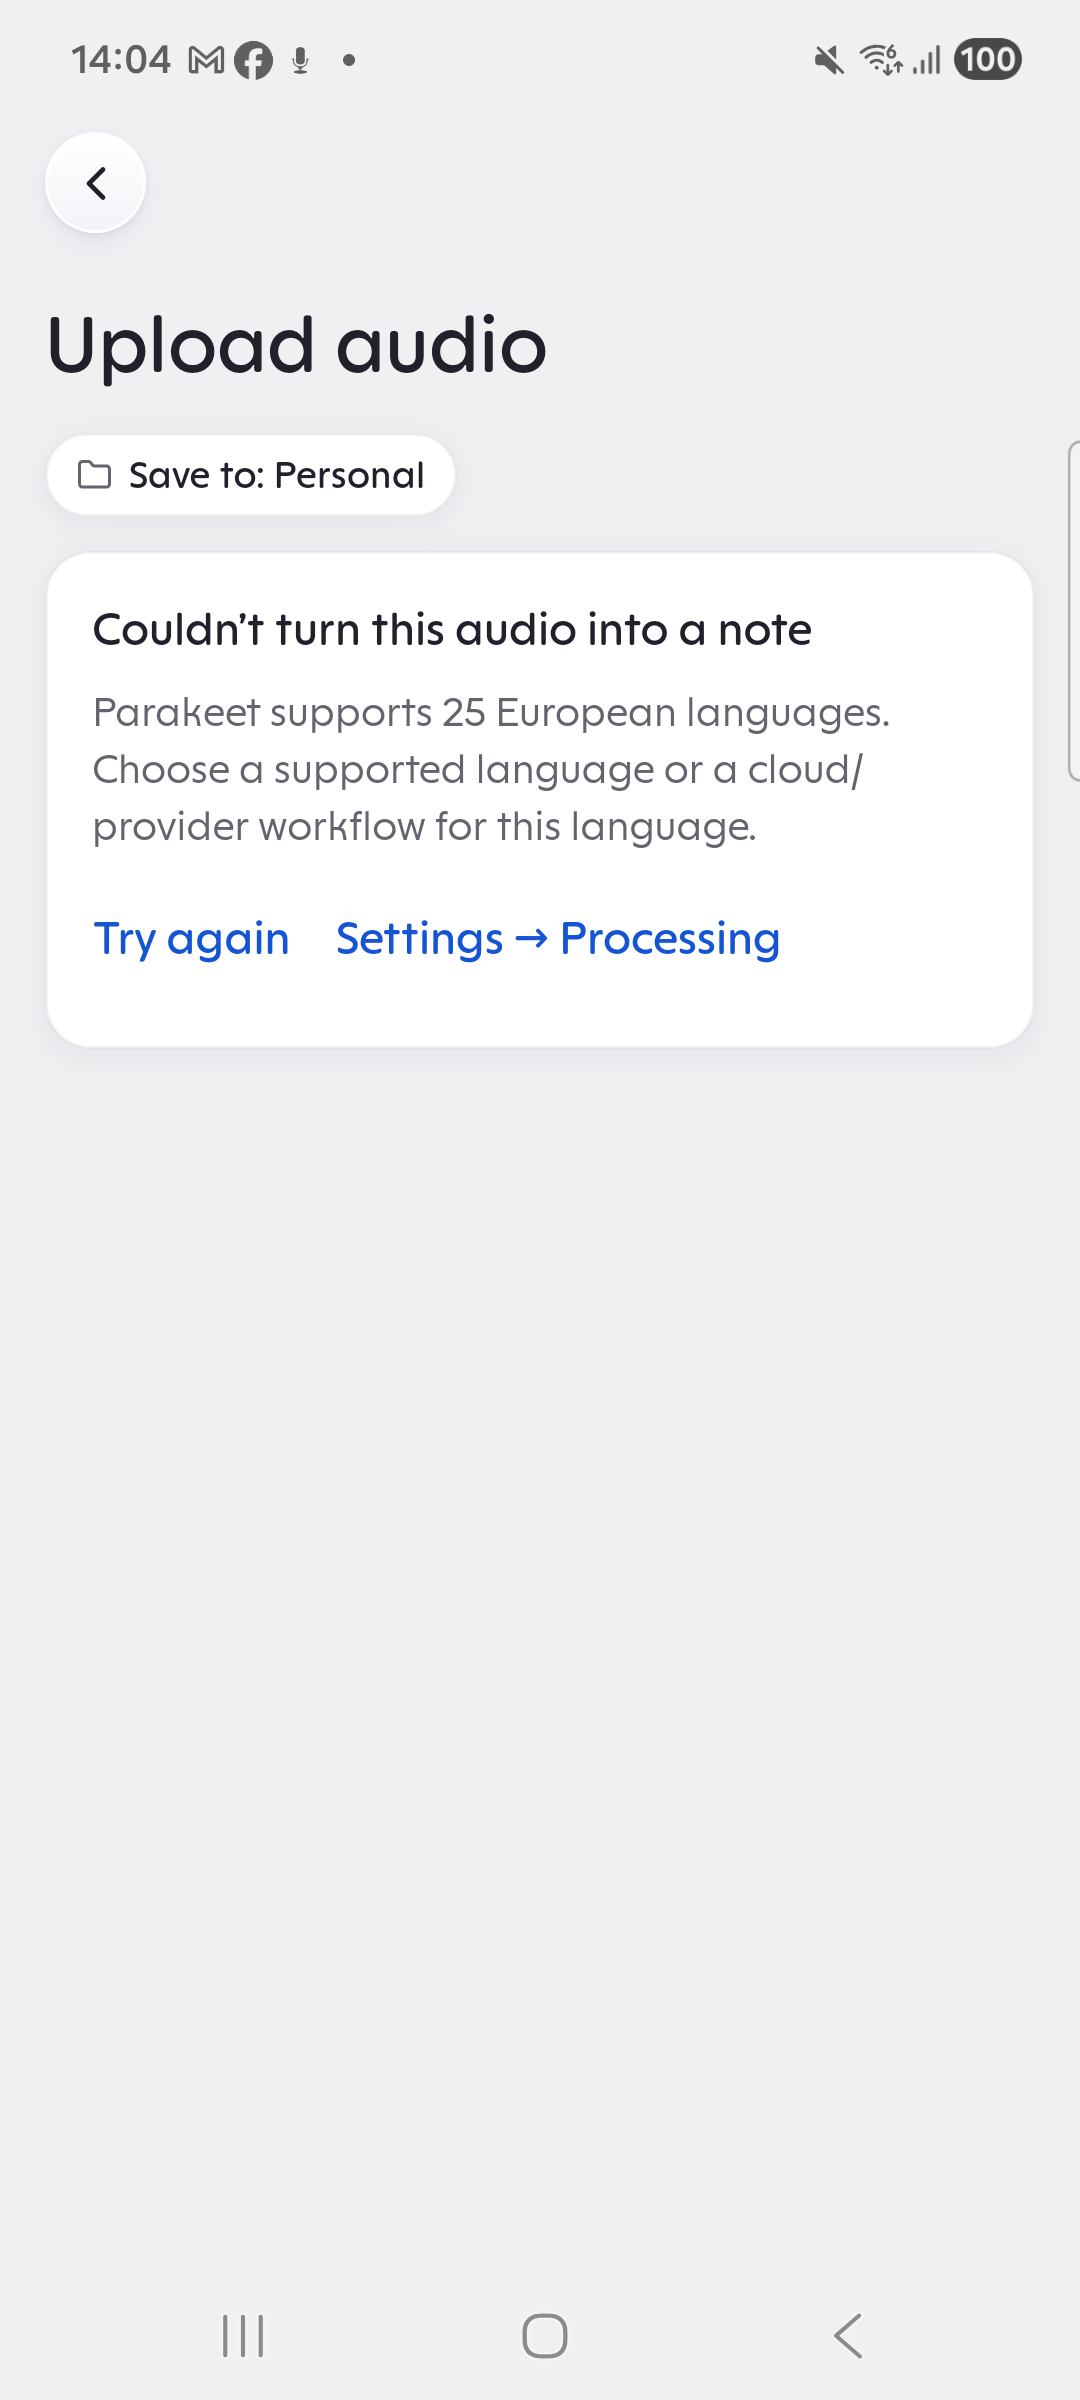 14:04
6
100
Upload audio
Save to: Personal
Couldn't turn this audio into a note
Parakeet supports 25 European languages.
Choose a supported language or a cloud/
provider workflow for this language.
Try again Settings → Processing